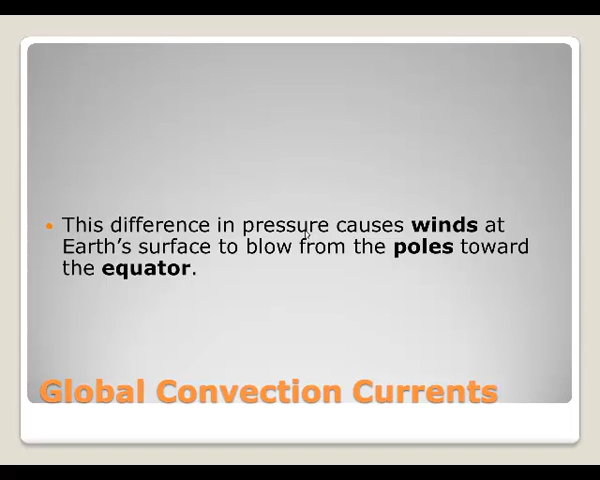 • This difference in pressure causes winds at
Earth's surface to blow from the poles toward
the equator.
Global Convection Currents